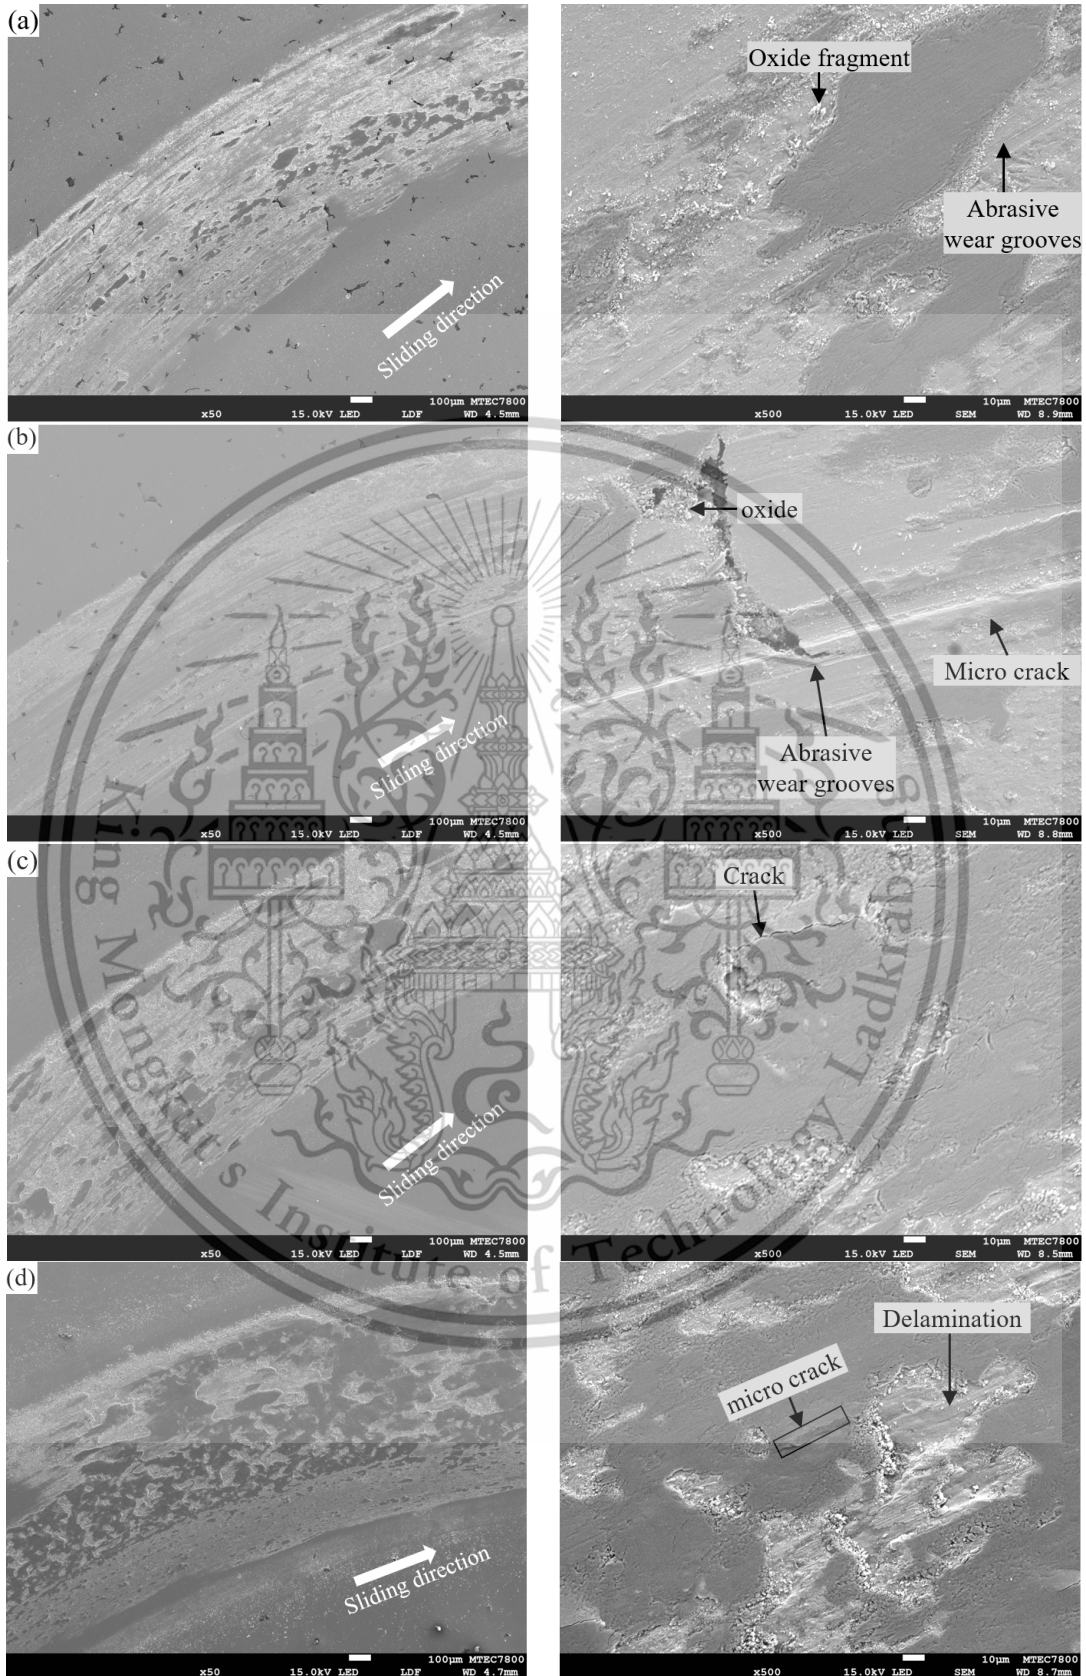 (a)
Oxide fragment
Abrasive
wear grooves
Sliding direction
100μm MTEC7800
x50 15.0kV LED LDF WD 4.5mm
10μm MTEC7800
x500 15.0kV LED SEM WD 8.9mm
(b)
oxide
Micro crack
Abrasive
wear grooves
Sliding direction
100μm MTEC7800
x50 15.0kV LED LDF WD 4.5mm
10μm MTEC7800
x500 15.0kV LED SEM WD 8.8mm
(c)
Crack
Sliding direction
100μm MTEC7800
x50 15.0kV LED LDF WD 4.5mm
10μm MTEC7800
x500 15.0kV LED SEM WD 8.5mm
(d)
Delamination
micro crack
Sliding direction
100μm MTEC7800
x50 15.0kV LED WD 4.7mm
10μm MTEC7800
x500 15.0kV LED SEM WD 8.7mm
King Mongkut's Institute of Technology Ladkrabang